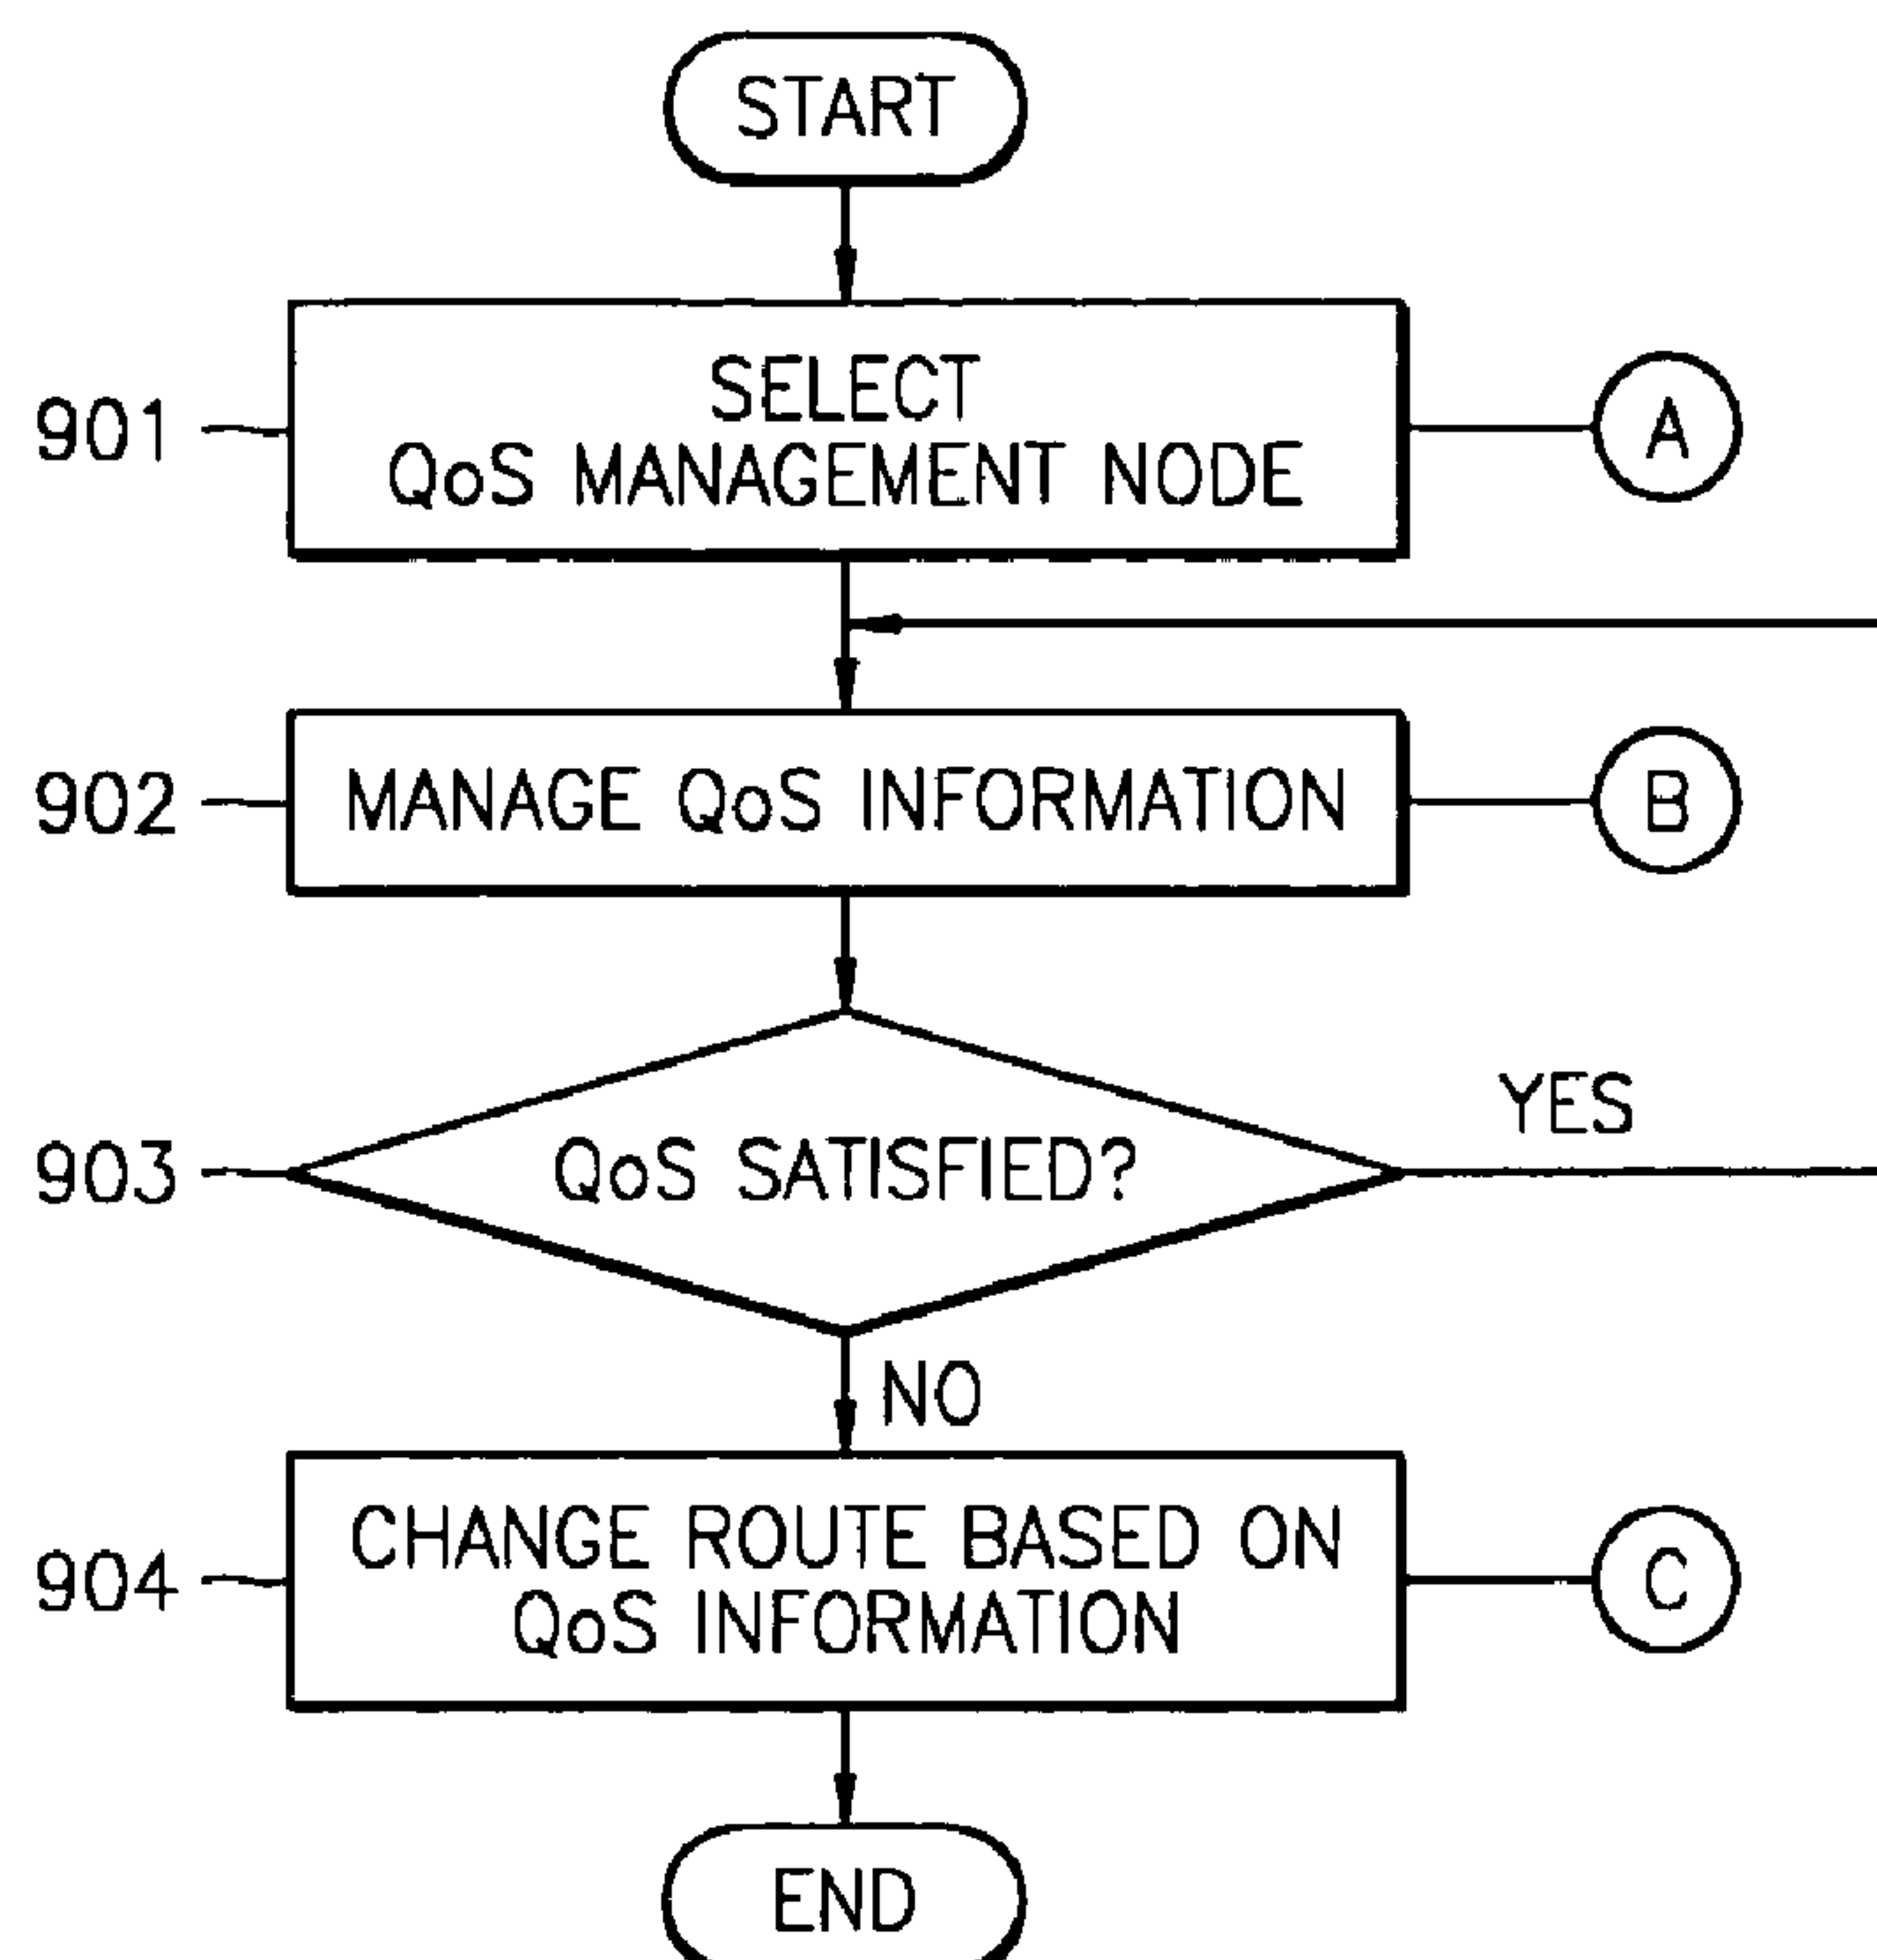 START
901
SELECT
QoS MANAGEMENT NODE
A
902
MANAGE QoS INFORMATION
B
YES
903
QoS SATISFIED?
NO
904
CHANGE ROUTE BASED ON
QoS INFORMATION
C
END